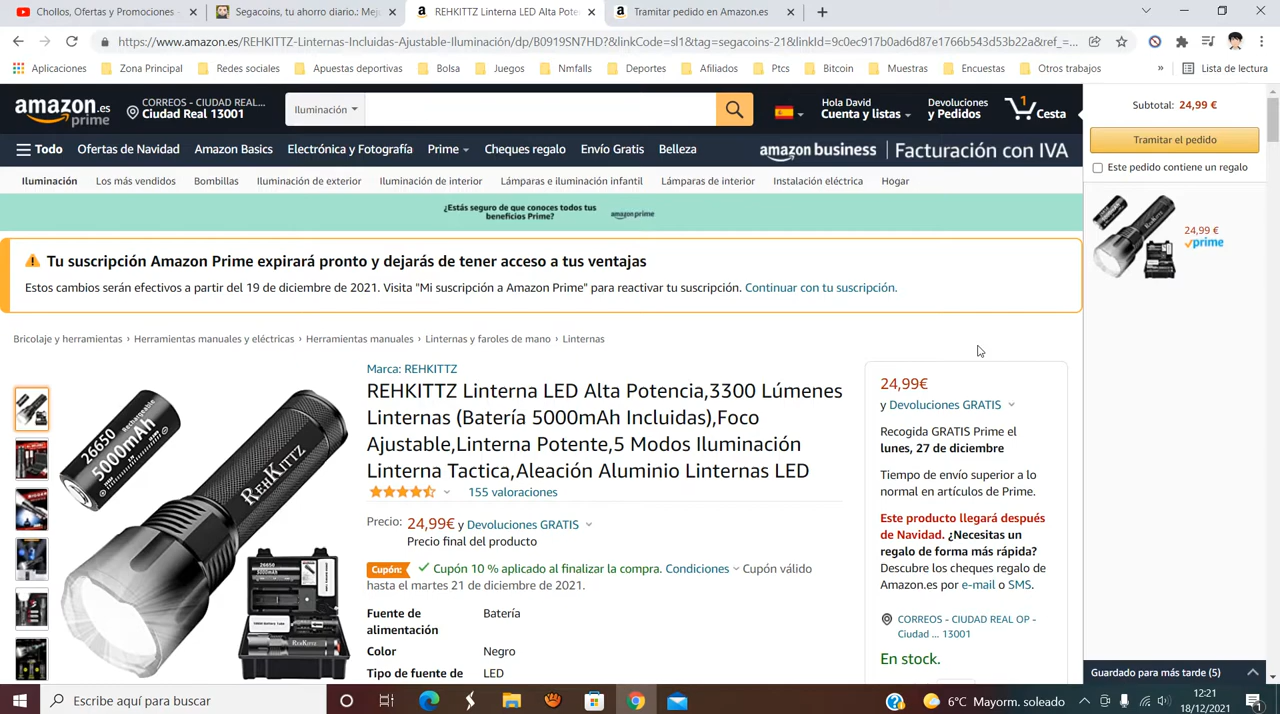 Chollos, Ofertas y Promociones -
Segacoins, tu ahorro diario.: Mej
REHKITTZ Linterna LED Alta Pote
Tramitar pedido en Amazon.es
https://www.amazon.es/REHKITTZ-Linternas-Incluidas-Ajustable-Iluminación/dp/B0919SN7HD?&linkCode=sl1&tag=segacoins-21&linkId=9c0ec917b0ad6d87e1766b543d53b22a&ref_=...
Aplicaciones Zona Principal Redes sociales Apuestas deportivas Bolsa Juegos Nmfalls Deportes Afiliados Ptcs Bitcoin Muestras Encuestas Otros trabajos » Lista de lectura
amazon.es
prime
CORREOS - CIUDAD REAL...
Ciudad Real 13001
Iluminación
Hola David
Cuenta y listas
Devoluciones
y Pedidos
1
Cesta
Subtotal: 24,99 €
Tramitar el pedido
Este pedido contiene un regalo
24,99 €
prime
Todo Ofertas de Navidad Amazon Basics Electrónica y Fotografía Prime Cheques regalo Envío Gratis Belleza
amazon business | Facturación con IVA
Iluminación Los más vendidos Bombillas Iluminación de exterior Iluminación de interior Lámparas e iluminación infantil Lámparas de interior Instalación eléctrica Hogar
¿Estás seguro de que conoces todos tus
beneficios Prime?
amazon prime
Tu suscripción Amazon Prime expirará pronto y dejarás de tener acceso a tus ventajas
Estos cambios serán efectivos a partir del 19 de diciembre de 2021. Visita "Mi suscripción a Amazon Prime" para reactivar tu suscripción. Continuar con tu suscripción.
Bricolaje y herramientas › Herramientas manuales y eléctricas › Herramientas manuales › Linternas y faroles de mano › Linternas
26650
5000mAh
Rechargeable
REHKITTZ
Marca: REHKITTZ
REHKITTZ Linterna LED Alta Potencia,3300 Lúmenes
Linternas (Batería 5000mAh Incluidas),Foco
Ajustable,Linterna Potente,5 Modos Iluminación
Linterna Tactica,Aleación Aluminio Linternas LED
155 valoraciones
Precio: 24,99€ y Devoluciones GRATIS
Precio final del producto
Cupón: Cupón 10 % aplicado al finalizar la compra. Condiciones Cupón válido
hasta el martes 21 de diciembre de 2021.
Fuente de
alimentación
Batería
Color Negro
Tipo de fuente de LED
24,99€
y Devoluciones GRATIS
Recogida GRATIS Prime el
lunes, 27 de diciembre
Tiempo de envío superior a lo
normal en artículos de Prime.
Este producto llegará después
de Navidad. ¿Necesitas un
regalo de forma más rápida?
Descubre los cheques regalo de
Amazon.es por e-mail o SMS.
CORREOS - CIUDAD REAL OP -
Ciudad ... 13001
En stock.
Guardado para más tarde (5)
Escribe aquí para buscar
6°C Mayorm. soleado
12:21
18/12/2021
1